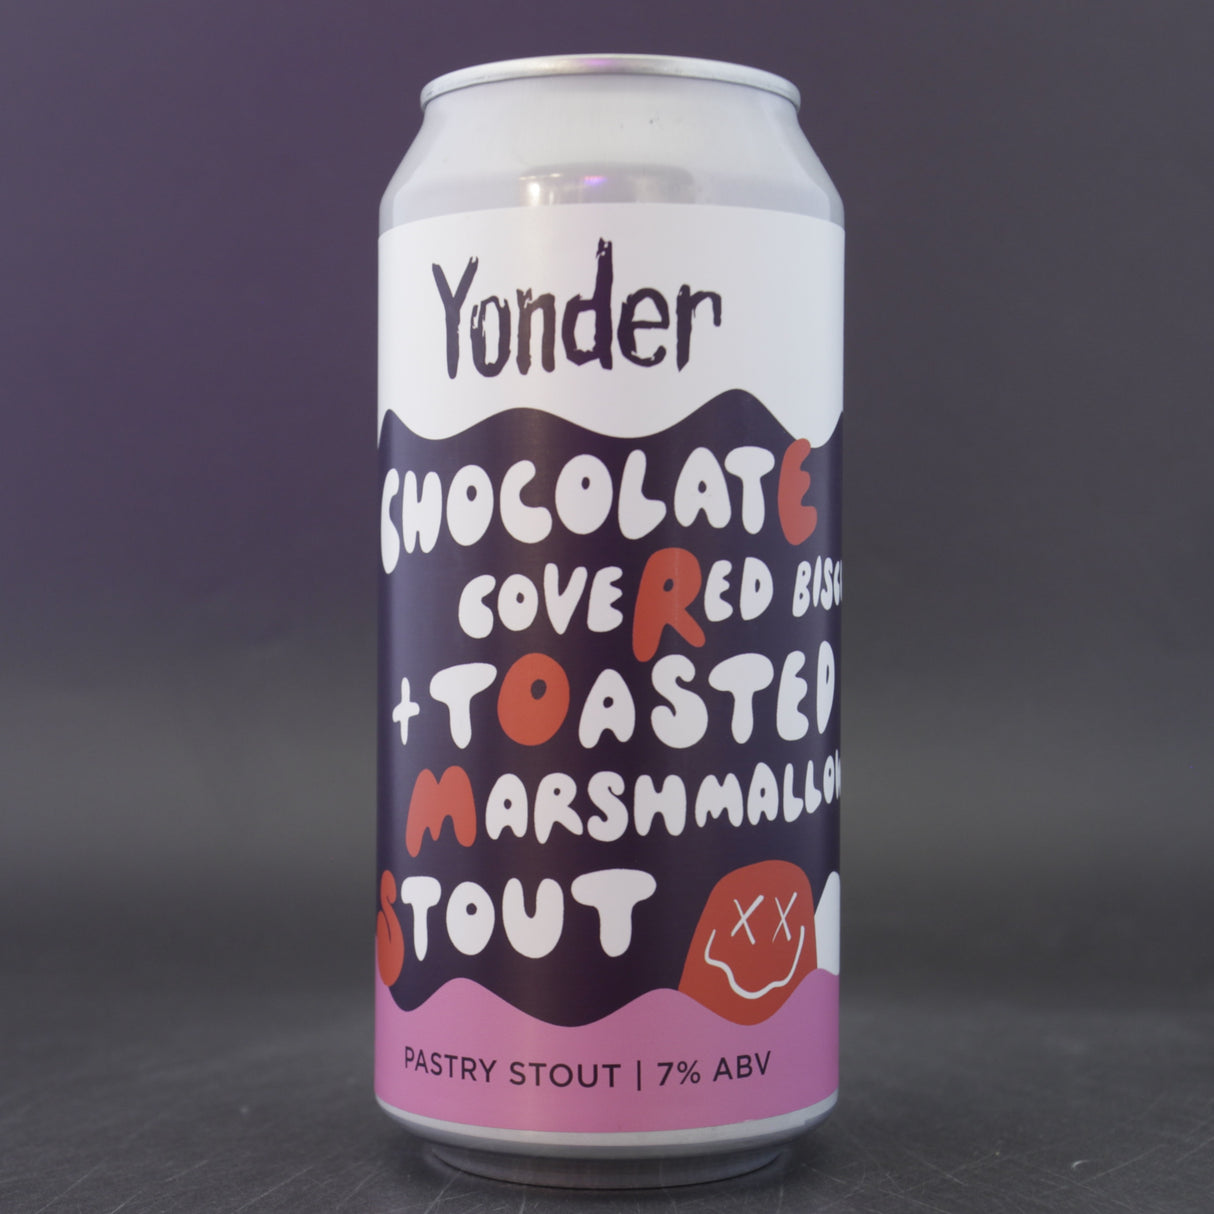 Yonder
CHOCOLATE
COVERED BISC
+ TOASTED
MARSHMALLOW
STOUT
PASTRY STOUT | 7% ABV